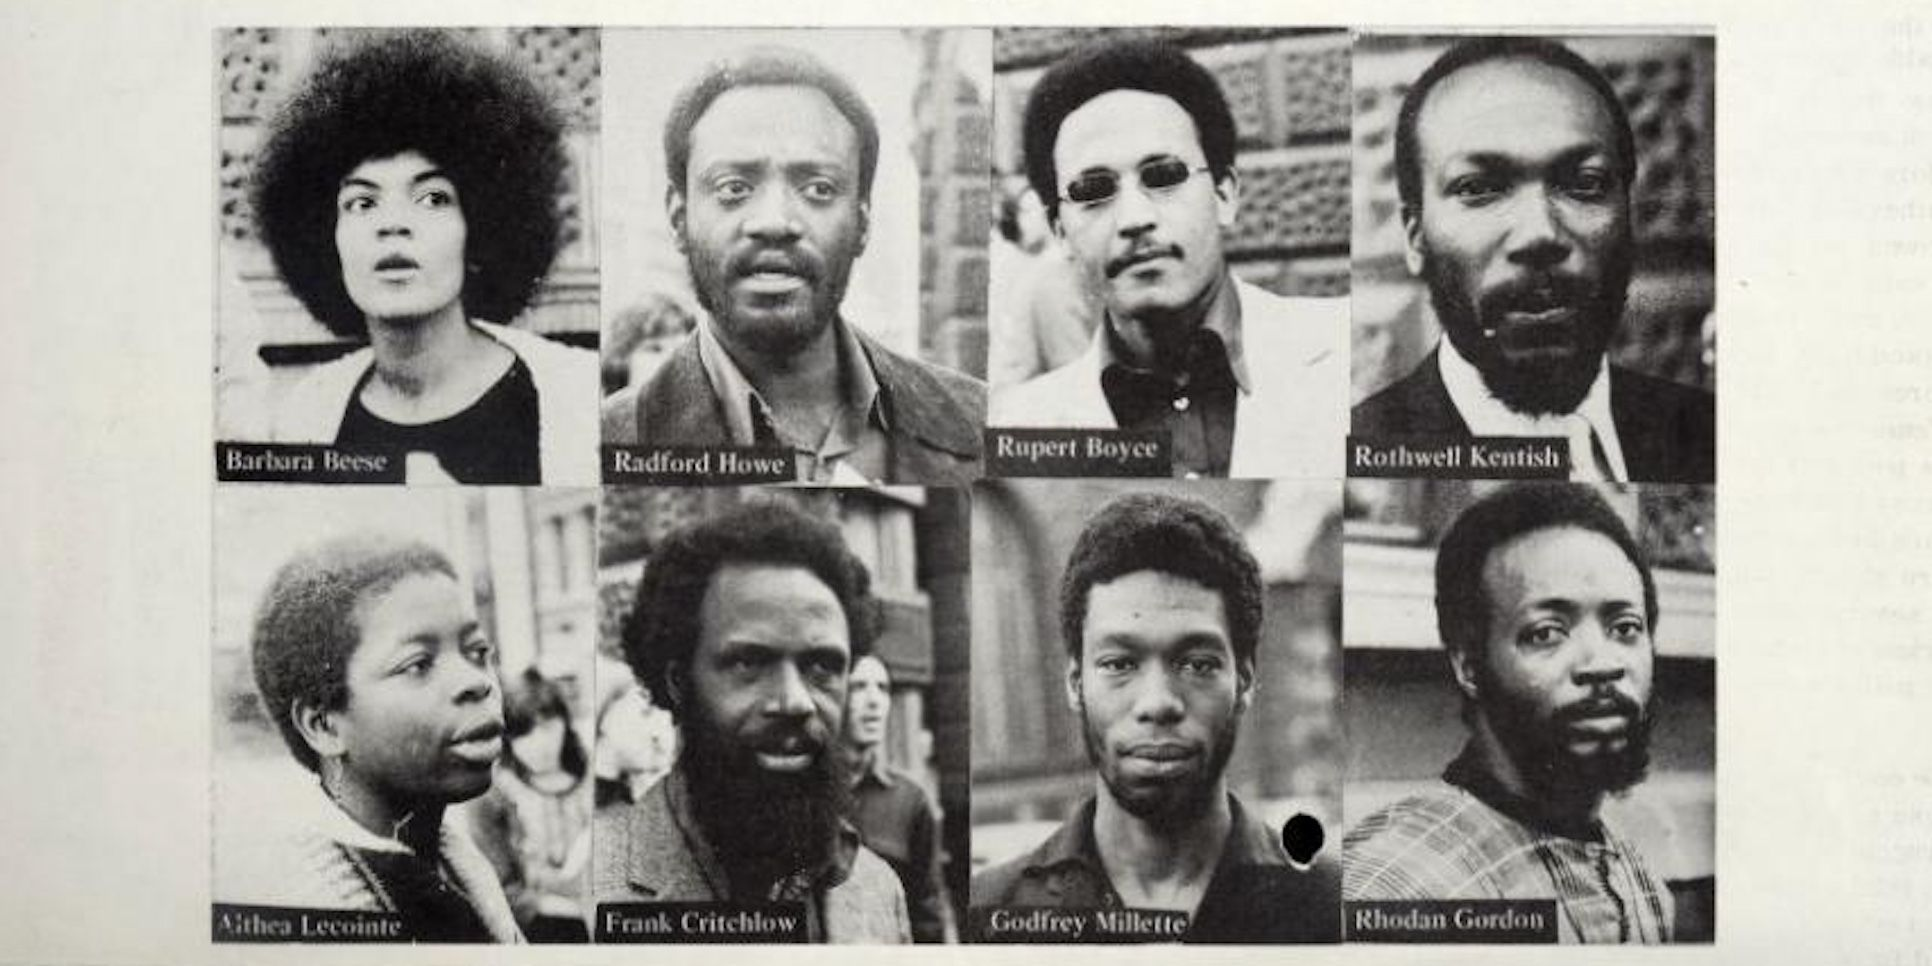 Barbara Beese
Radford Howe
Rupert Boyce
Rothwell Kentish
Althea Lecointe
Frank Critchlow
Godfrey Millette
Rhodan Gordon